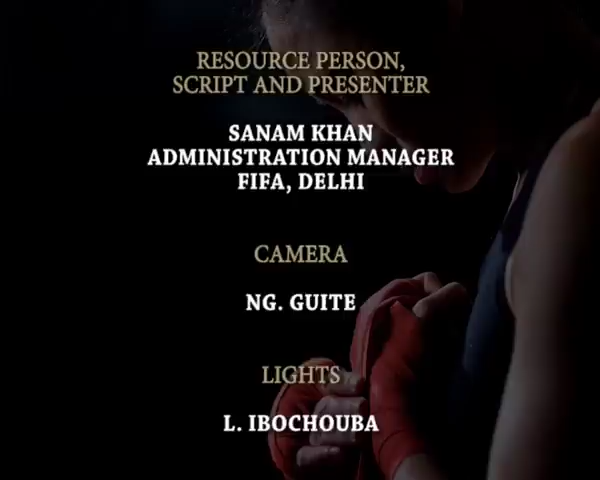 RESOURCE PERSON,
SCRIPT AND PRESENTER
SANAM KHAN
ADMINISTRATION MANAGER
FIFA, DELHI
CAMERA
NG. GUITE
LIGHTS
L. IBOCHOUBA